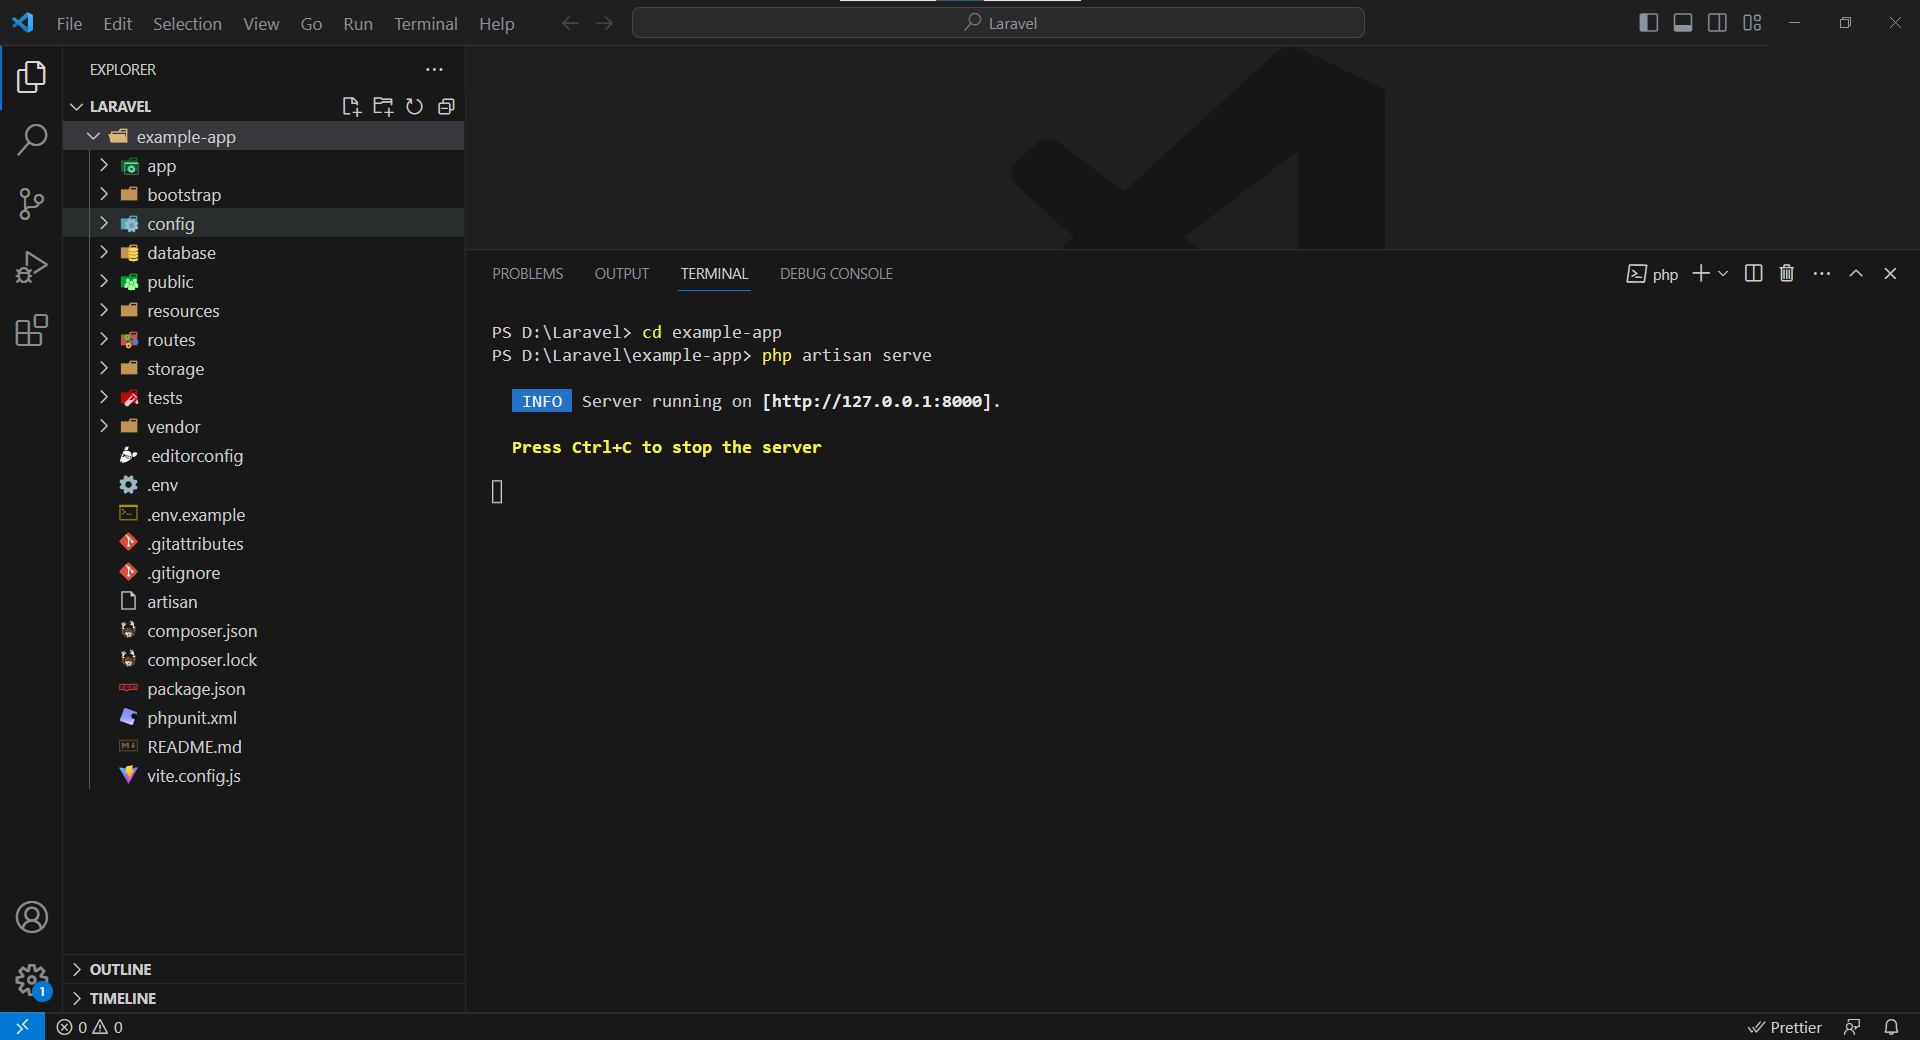 File Edit Selection View Go Run Terminal Help Laravel
EXPLORER
LARAVEL
example-app
app
bootstrap
config
database
public
resources
routes
storage
tests
vendor
.editorconfig
.env
.env.example
.gitattributes
.gitignore
artisan
composer.json
composer.lock
package.json
phpunit.xml
README.md
vite.config.js
OUTLINE
TIMELINE
PROBLEMS OUTPUT TERMINAL DEBUG CONSOLE php
PS D:\Laravel> cd example-app
PS D:\Laravel\example-app> php artisan serve
INFO Server running on [http://127.0.0.1:8000].
Press Ctrl+C to stop the server
1
0 0 Prettier